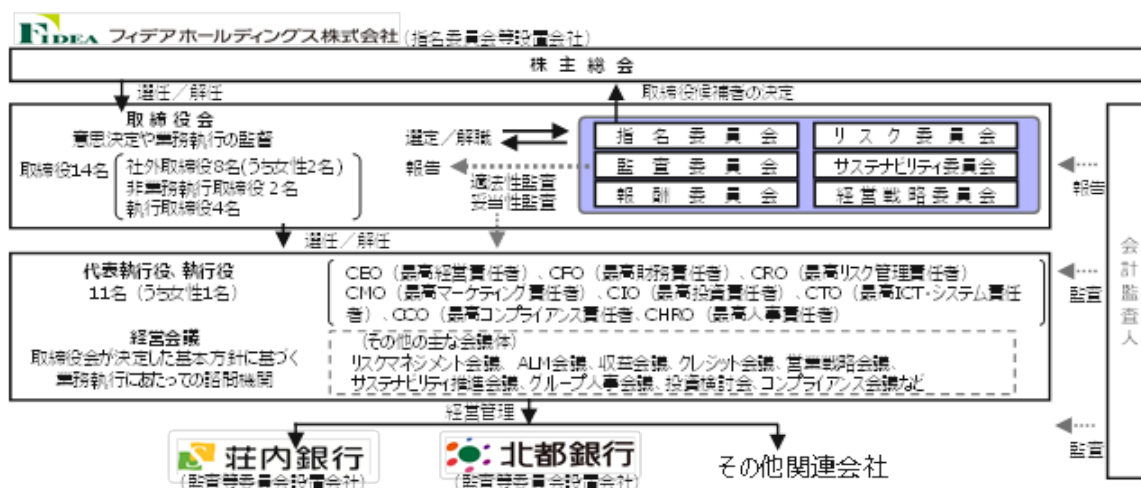 FIDEA フィデアホールディングス株式会社(指名委員会等設置会社)
株主総会
選任/解任
取締役候補者の決定
取締役会
意思決定や業務執行の監督
取締役14名
社外取締役8名(うち女性2名)
非業務執行取締役2名
執行取締役4名
選定/解職
報告
適法性監査
妥当性監査
指名委員会
監査委員会
報酬委員会
リスク委員会
サステナビリティ委員会
経営戦略委員会
報告
選任/解任
代表執行役、執行役
11名(うち女性1名)
CEO(最高経営責任者)、CFO(最高財務責任者)、CRO(最高リスク管理責任者)
CMO(最高マーケティング責任者)、CIO(最高投資責任者)、CTO(最高ICT・システム責任
者)、CCO(最高コンプライアンス責任者、CHRO(最高人事責任者)
経営会議
取締役会が決定した基本方針に基づく
業務執行にあたっての諮問機関
(その他の主な会議体)
リスクマネジメント会議、ALM会議、収益会議、クレジット会議、営業戦略会議、
サステナビリティ推進会議、グループ人事会議、投資検討会、コンプライアンス会議など
監査
会計監査人
経営管理
監査
荘内銀行
(監査等委員会設置会社)
北都銀行
(監査等委員会設置会社)
その他関連会社